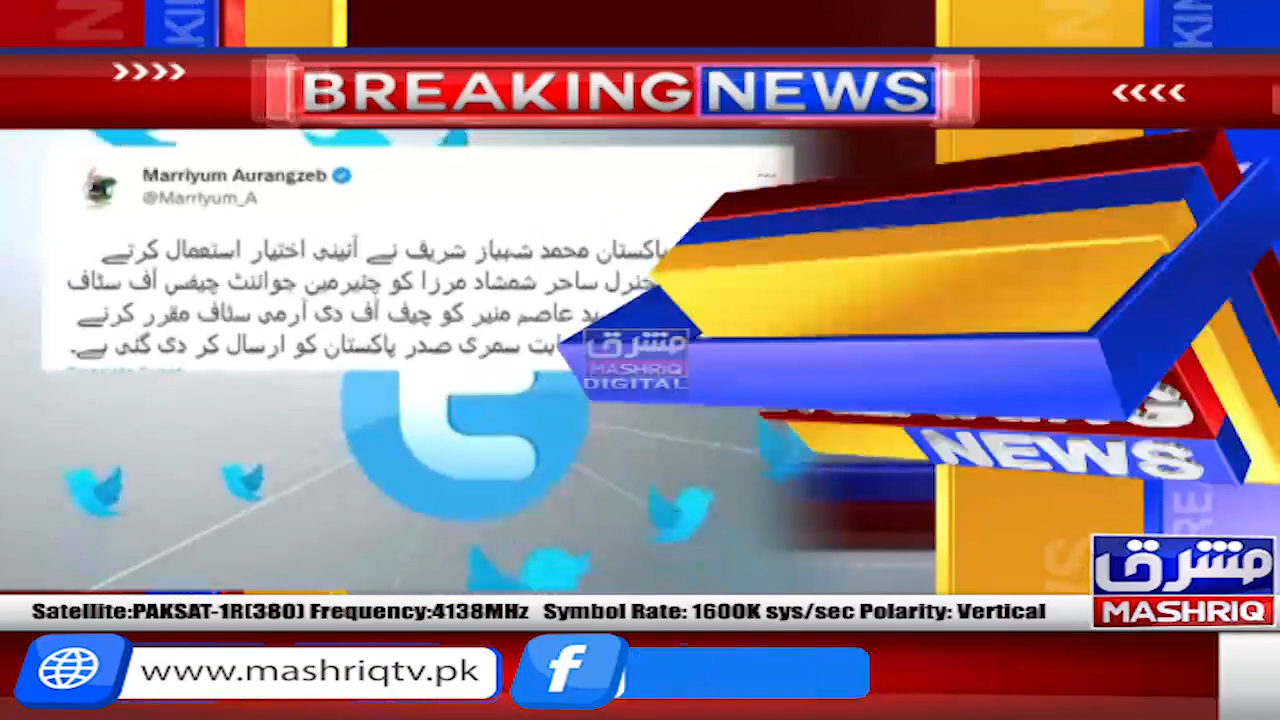 BREAKING NEWS
Marriyum Aurangzeb
@Marriyum_A
پاکستان محمد شہباز شریف نے آئینی اختیار استعمال کرتے
جنرل ساحر شمشاد مرزا کو چئیرمین جوائنٹ چیفس آف سٹاف
عاصم منیر کو چیف آف دی آرمی سٹاف مقرر کرنے
سمری صدر پاکستان کو ارسال کر دی گئی ہے۔
مشرق
MASHRIQ
DIGITAL
NEWS
مشرق
MASHRIQ
Satellite:PAKSAT-1R(380) Frequency:4138MHz Symbol Rate: 1600K sys/sec Polarity: Vertical
www.mashriqtv.pk
f